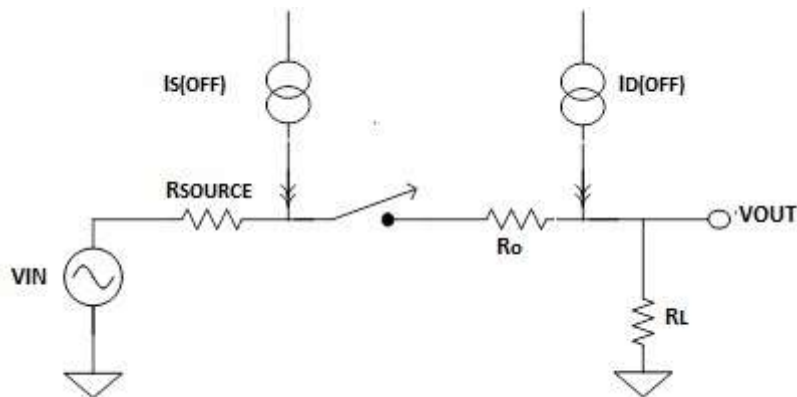 IS(OFF)
ID(OFF)
RSOURCE
VOUT
Ro
VIN
RL